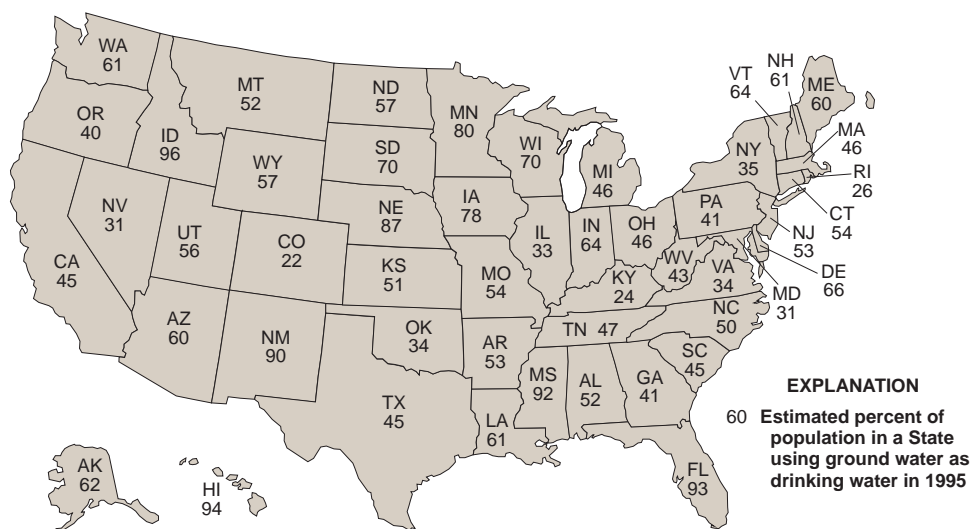 WA
61
MT
52
ND
57
MN
80
VT
64
NH
61
ME
60
OR
40
ID
96
WY
57
SD
70
WI
70
MI
46
NY
35
MA
46
RI
26
CT
54
NJ
53
DE
66
MD
31
NV
31
UT
56
CO
22
NE
87
IA
78
IL
33
IN
64
OH
46
PA
41
WV
43
VA
34
CA
45
KS
51
MO
54
KY
24
NC
50
AZ
60
NM
90
OK
34
AR
53
TN 47
SC
45
MS
92
AL
52
GA
41
TX
45
LA
61
FL
93
AK
62
HI
94
EXPLANATION
60 Estimated percent of
population in a State
using ground water as
drinking water in 1995